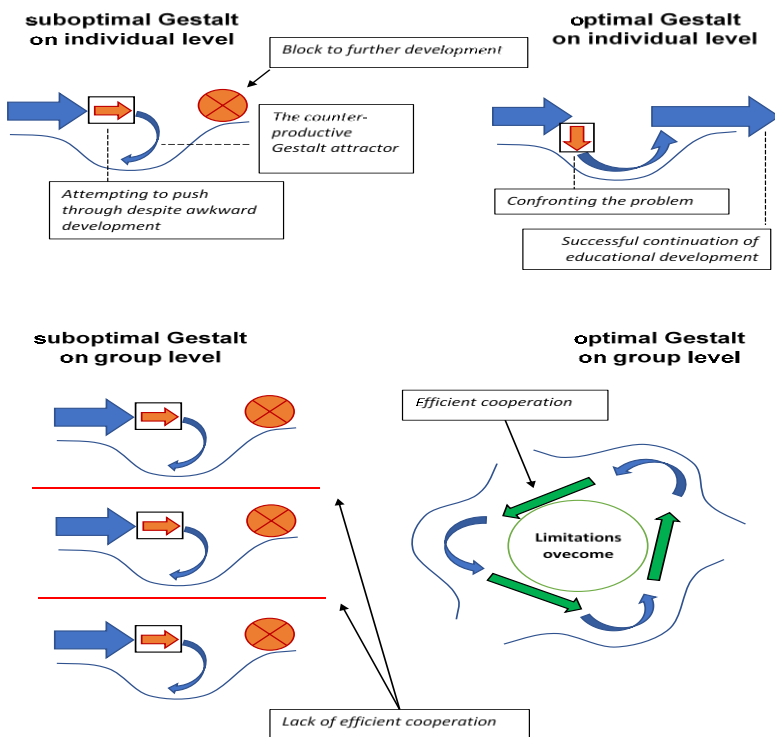 suboptimal Gestalt
on individual level
optimal Gestalt
on individual level
Block to further development
The counter-
productive
Gestalt attractor
Attempting to push
through despite awkward
development
Confronting the problem
Successful continuation of
educational development
suboptimal Gestalt
on group level
optimal Gestalt
on group level
Efficient cooperation
Limitations
ovecome
Lack of efficient cooperation